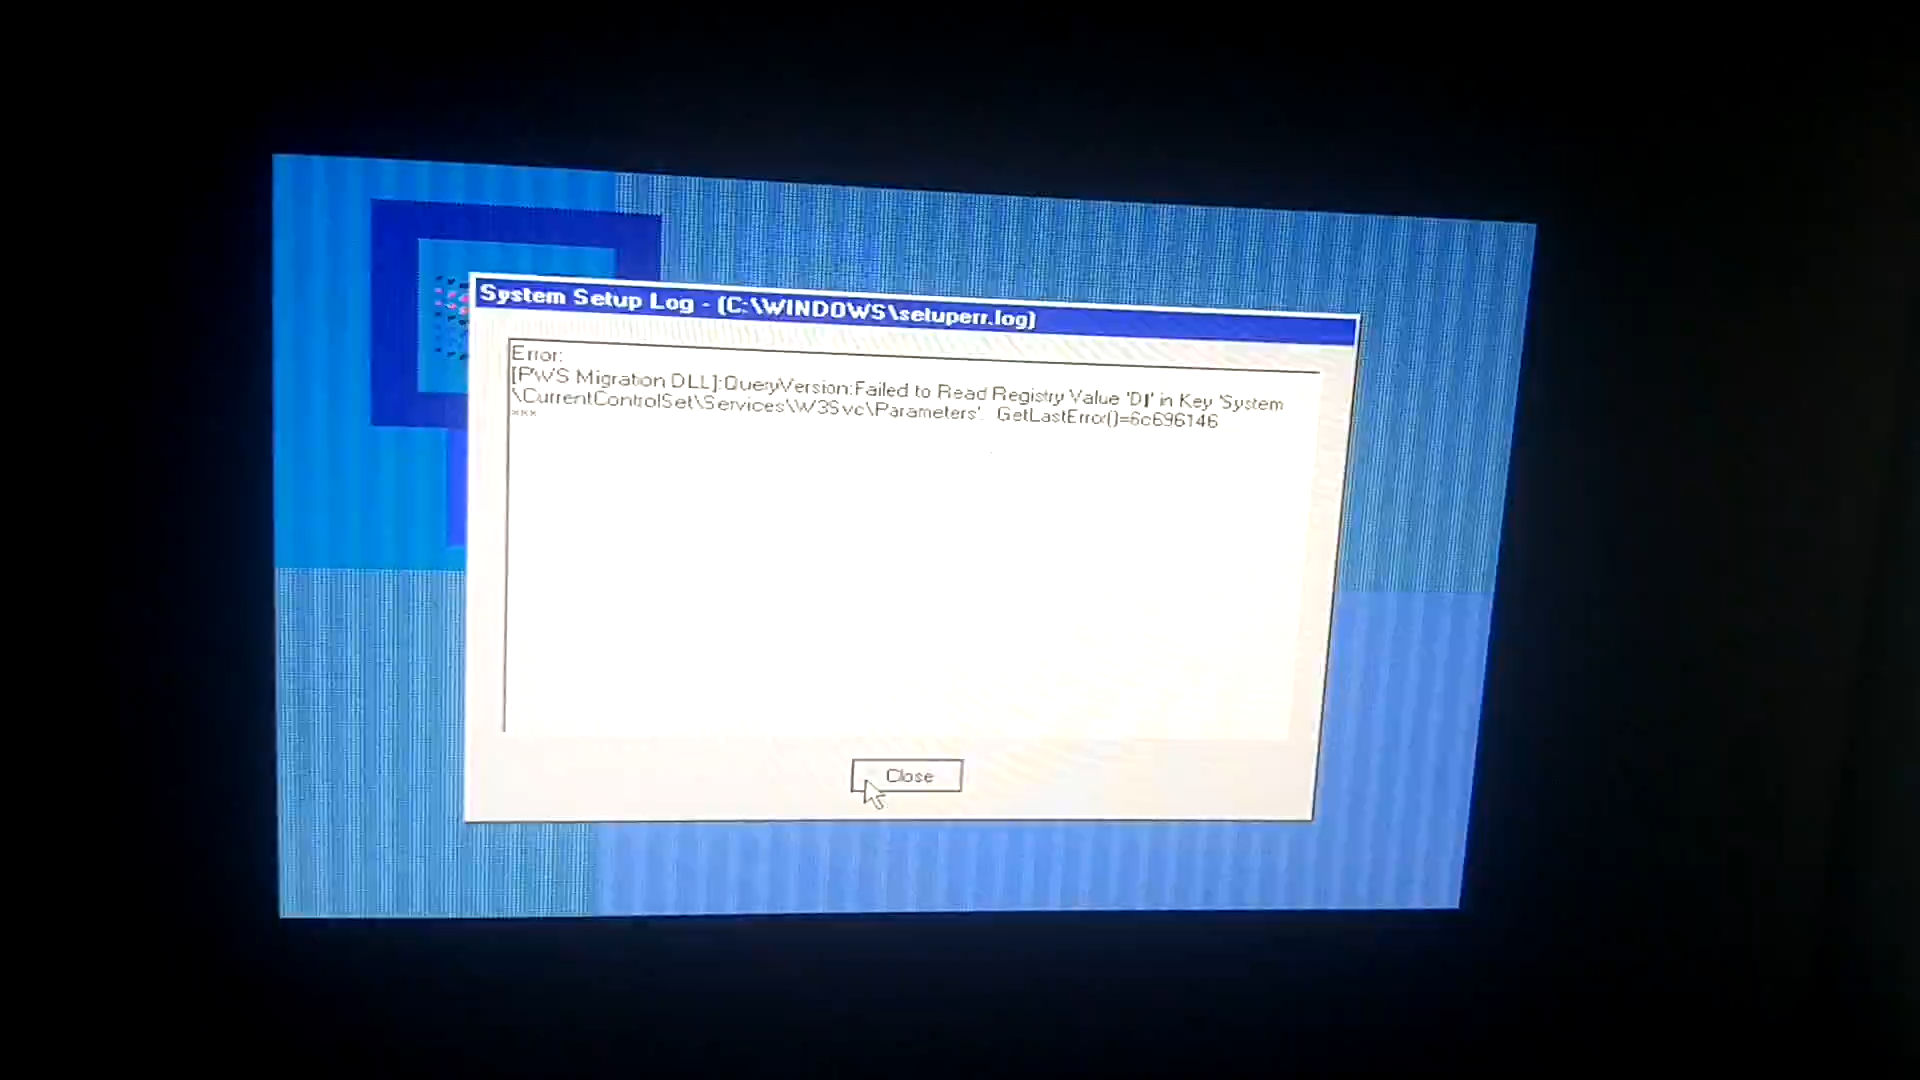 System Setup Log - (C:\WINDOWS\setuperr.log)
Error:
[PWS Migration DLL]:QueryVersion:Failed to Read Registry Value in Key 'System
\CurrentControlSet\Services\W3Svc\Parameters'. GetLastError()=6c696146
***
Close